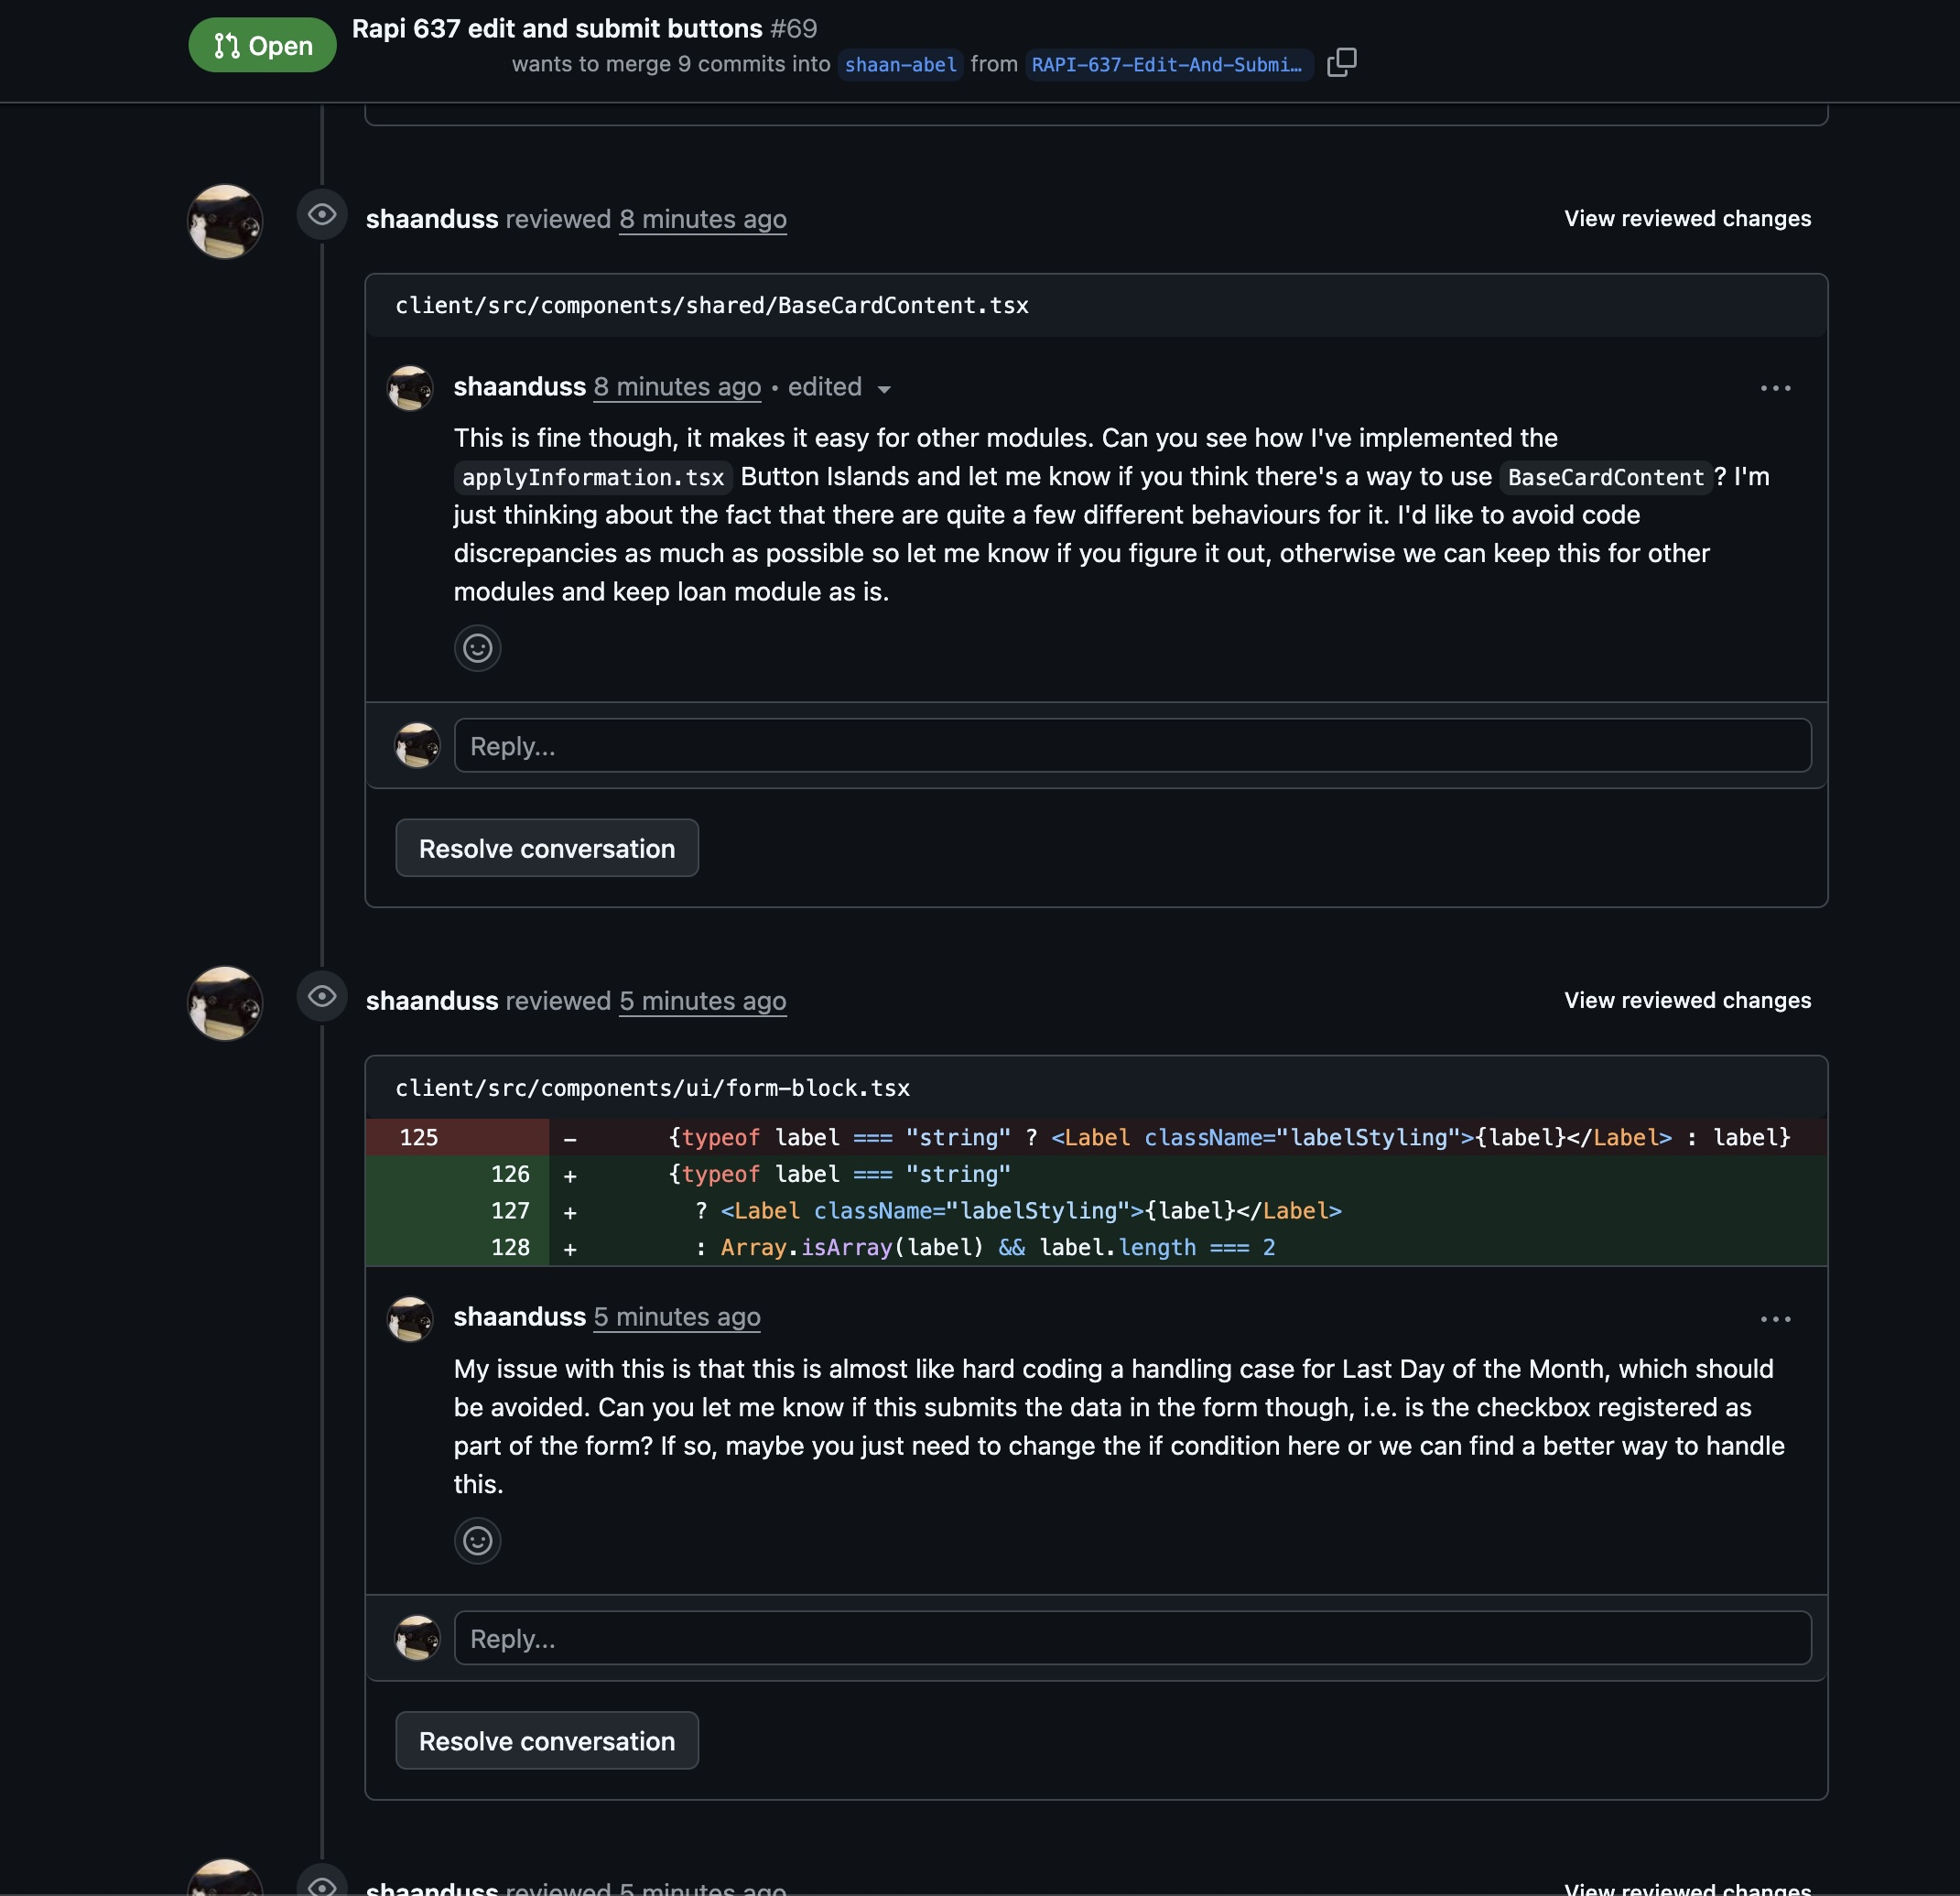 Open
Rapi 637 edit and submit buttons #69
wants to merge 9 commits into shaan-abel from RAPI-637-Edit-And-Submi…
shaanduss reviewed 8 minutes ago
View reviewed changes
client/src/components/shared/BaseCardContent.tsx
shaanduss 8 minutes ago • edited
This is fine though, it makes it easy for other modules. Can you see how I've implemented the
applyInformation.tsx Button Islands and let me know if you think there's a way to use BaseCardContent? I'm
just thinking about the fact that there are quite a few different behaviours for it. I'd like to avoid code
discrepancies as much as possible so let me know if you figure it out, otherwise we can keep this for other
modules and keep loan module as is.
Reply...
Resolve conversation
shaanduss reviewed 5 minutes ago
View reviewed changes
client/src/components/ui/form-block.tsx
125 - {typeof label === "string" ? <Label className="labelStyling">{label}</Label> : label}
126 + {typeof label === "string"
127 + ? <Label className="labelStyling">{label}</Label>
128 + : Array.isArray(label) && label.length === 2
shaanduss 5 minutes ago
My issue with this is that this is almost like hard coding a handling case for Last Day of the Month, which should
be avoided. Can you let me know if this submits the data in the form though, i.e. is the checkbox registered as
part of the form? If so, maybe you just need to change the if condition here or we can find a better way to handle
this.
Reply...
Resolve conversation
shaanduss reviewed 5 minutes ago
View reviewed changes